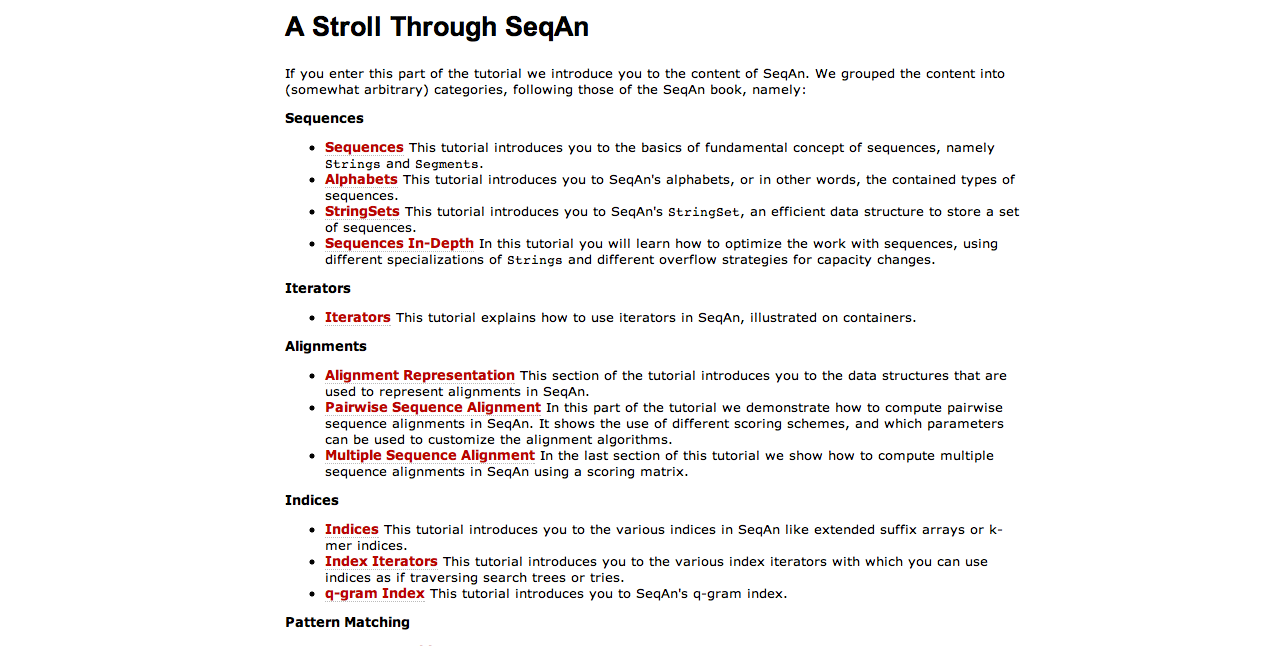 A Stroll Through SeqAn
If you enter this part of the tutorial we introduce you to the content of SeqAn. We grouped the content into
(somewhat arbitrary) categories, following those of the SeqAn book, namely:
Sequences
• Sequences This tutorial introduces you to the basics of fundamental concept of sequences, namely
Strings and Segments.
• Alphabets This tutorial introduces you to SeqAn's alphabets, or in other words, the contained types of
sequences.
• StringSets This tutorial introduces you to SeqAn's StringSet, an efficient data structure to store a set
of sequences.
• Sequences In-Depth In this tutorial you will learn how to optimize the work with sequences, using
different specializations of Strings and different overflow strategies for capacity changes.
Iterators
• Iterators This tutorial explains how to use iterators in SeqAn, illustrated on containers.
Alignments
• Alignment Representation This section of the tutorial introduces you to the data structures that are
used to represent alignments in SeqAn.
• Pairwise Sequence Alignment In this part of the tutorial we demonstrate how to compute pairwise
sequence alignments in SeqAn. It shows the use of different scoring schemes, and which parameters
can be used to customize the alignment algorithms.
• Multiple Sequence Alignment In the last section of this tutorial we show how to compute multiple
sequence alignments in SeqAn using a scoring matrix.
Indices
• Indices This tutorial introduces you to the various indices in SeqAn like extended suffix arrays or k-
mer indices.
• Index Iterators This tutorial introduces you to the various index iterators with which you can use
indices as if traversing search trees or tries.
• q-gram Index This tutorial introduces you to SeqAn's q-gram index.
Pattern Matching